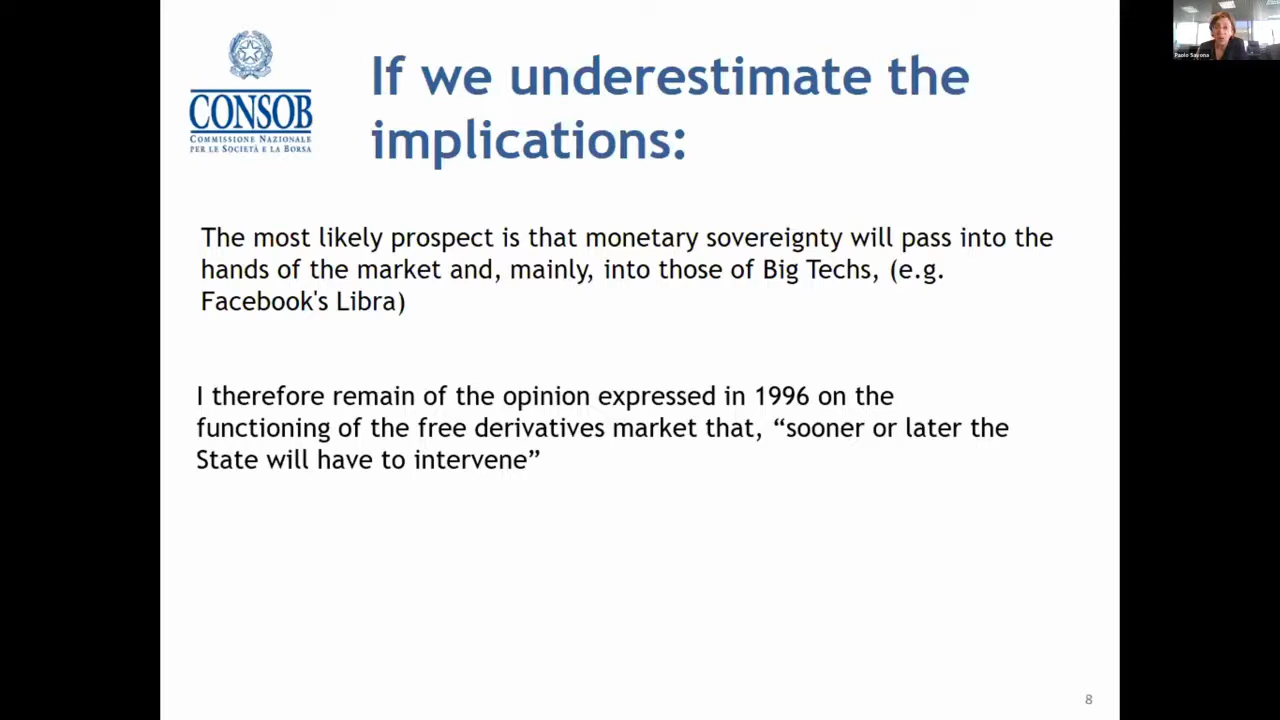 CONSOB
COMMISSIONE NAZIONALE
PER LE SOCIETÀ E LA BORSA
If we underestimate the
implications:
Paolo Savona
The most likely prospect is that monetary sovereignty will pass into the
hands of the market and, mainly, into those of Big Techs, (e.g.
Facebook's Libra)
I therefore remain of the opinion expressed in 1996 on the
functioning of the free derivatives market that, “sooner or later the
State will have to intervene”
8